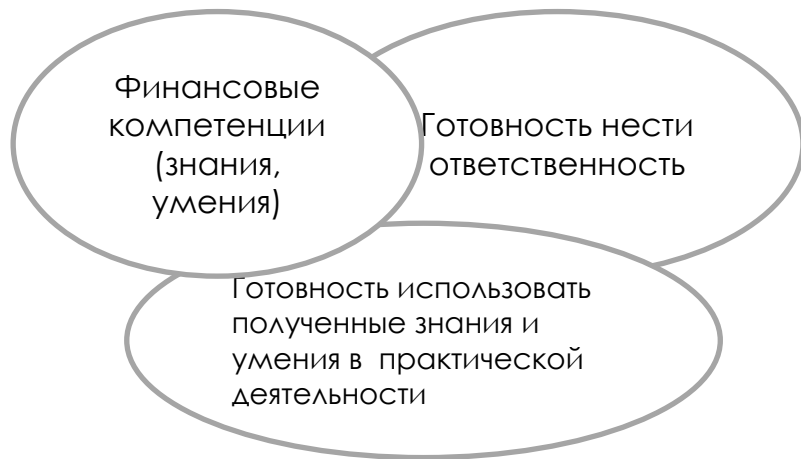 Финансовые
компетенции
(знания,
умения)
Готовность нести
ответственность
Готовность использовать
полученные знания и
умения в практической
деятельности